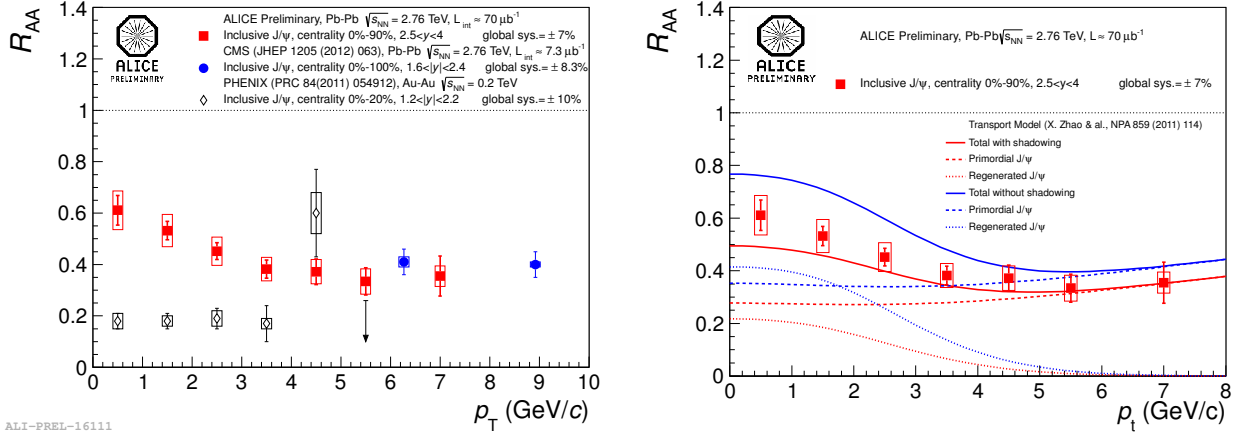 R_AA
1.4
1.2
1
0.8
0.6
0.4
0.2
0
ALICE
PRELIMINARY
ALICE Preliminary, Pb-Pb √s_NN = 2.76 TeV, L_int ≈ 70 μb⁻¹
Inclusive J/ψ, centrality 0%-90%, 2.5<y<4 global sys.= ± 7%
CMS (JHEP 1205 (2012) 063), Pb-Pb √s_NN = 2.76 TeV, L_int ≈ 7.3 μb⁻¹
Inclusive J/ψ, centrality 0%-100%, 1.6<|y|<2.4 global sys.= ± 8.3%
PHENIX (PRC 84(2011) 054912), Au-Au √s_NN = 0.2 TeV
Inclusive J/ψ, centrality 0%-20%, 1.2<|y|<2.2 global sys.= ± 10%
0 1 2 3 4 5 6 7 8 9 10
p_T (GeV/c)
ALI-PREL-16111
R_AA
1.4
1.2
1
0.8
0.6
0.4
0.2
0
ALICE
PRELIMINARY
ALICE Preliminary, Pb-Pb√s_NN = 2.76 TeV, L≈ 70 μb⁻¹
Inclusive J/ψ, centrality 0%-90%, 2.5<y<4 global sys.= ± 7%
Transport Model (X. Zhao & al., NPA 859 (2011) 114)
Total with shadowing
Primordial J/ψ
Regenerated J/ψ
Total without shadowing
Primordial J/ψ
Regenerated J/ψ
0 1 2 3 4 5 6 7 8
p_t (GeV/c)